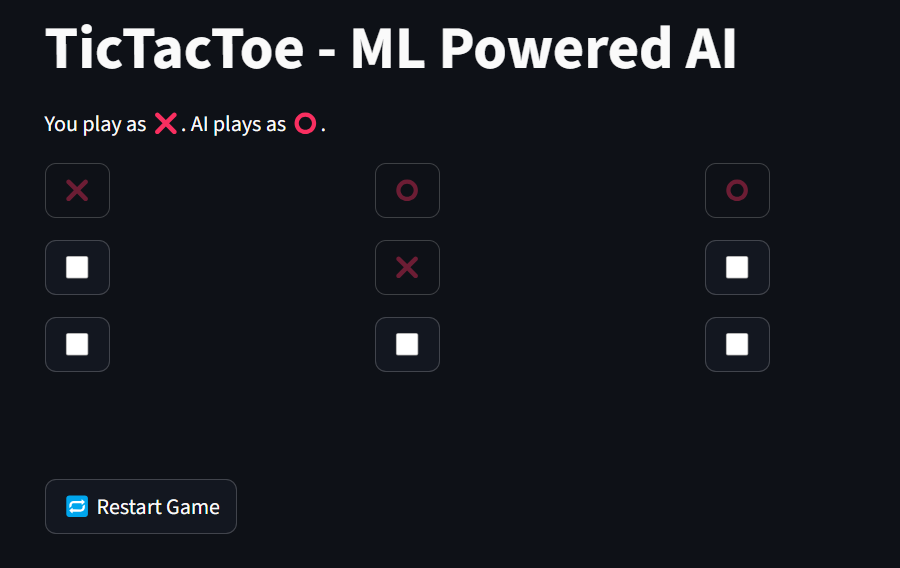 TicTacToe - ML Powered AI
You play as ❌. AI plays as ⭕.
❌ ⭕ ⭕
⬜ ❌ ⬜
⬜ ⬜ ⬜
🔁 Restart Game